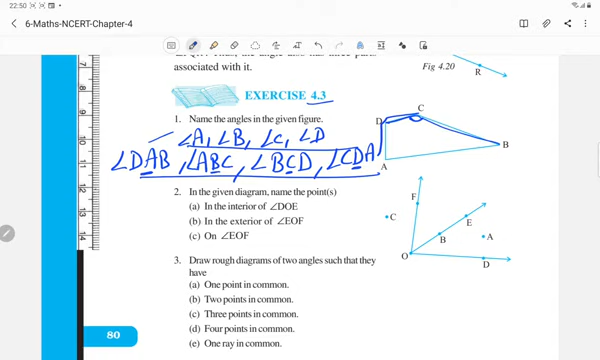 22:50
6-Maths-NCERT-Chapter-4
associated with it.
Fig 4.20
R
EXERCISE 4.3
1. Name the angles in the given figure.
∠A, ∠B, ∠C, ∠D
∠DAB, ∠ABC, ∠BCD, ∠CDA
D
C
B
A
2. In the given diagram, name the point(s)
(a) In the interior of ∠DOE
(b) In the exterior of ∠EOF
(c) On ∠EOF
F
C
E
B
A
O
D
3. Draw rough diagrams of two angles such that they
have
(a) One point in common.
(b) Two points in common.
(c) Three points in common.
(d) Four points in common.
(e) One ray in common.
80
7
8
9
10
11
12
13
14